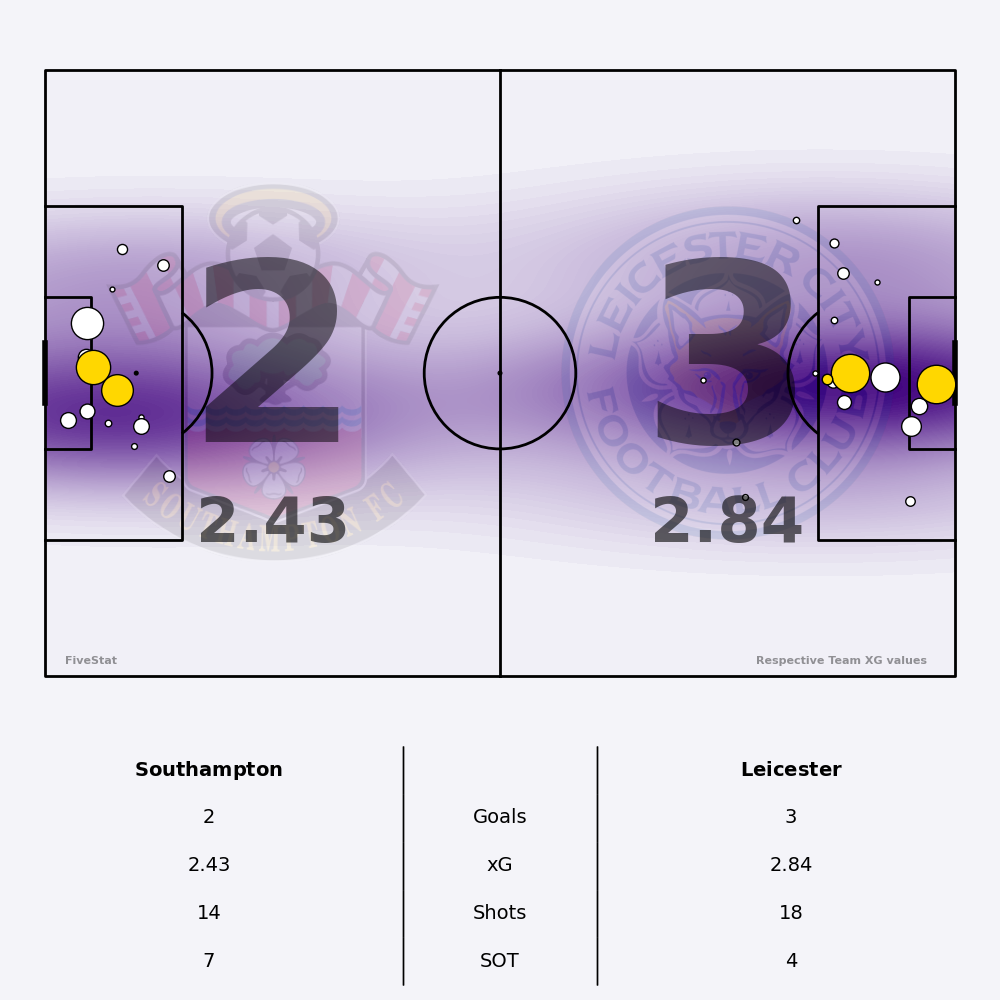 2
3
LEICESTER CITY
FOOTBALL CLUB
SOUTHAMPTON FC
2.43
2.84
FiveStat
Respective Team XG values
Southampton
Leicester
2 Goals 3
2.43 xG 2.84
14 Shots 18
7 SOT 4